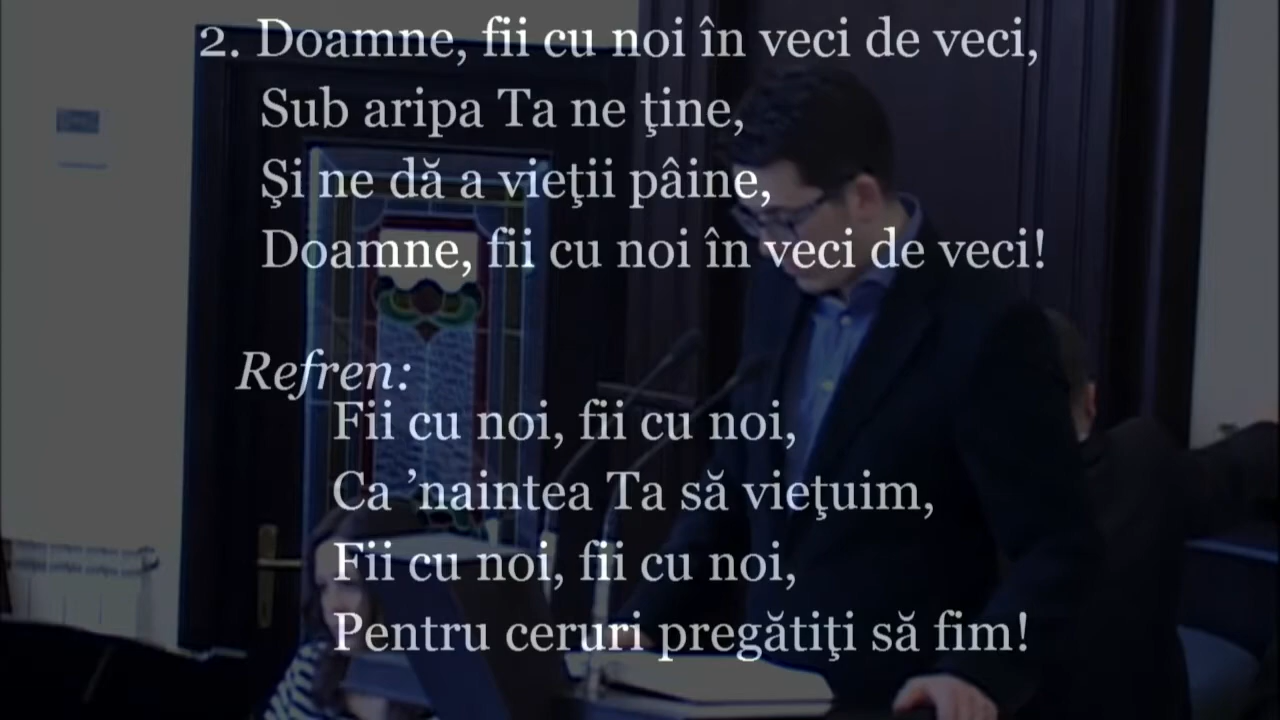 2. Doamne, fii cu noi în veci de veci,
Sub aripa Ta ne ţine,
Şi ne dă a vieţii pâine,
Doamne, fii cu noi în veci de veci!
Refren:
Fii cu noi, fii cu noi,
Ca ’naintea Ta să vieţuim,
Fii cu noi, fii cu noi,
Pentru ceruri pregătiţi să fim!